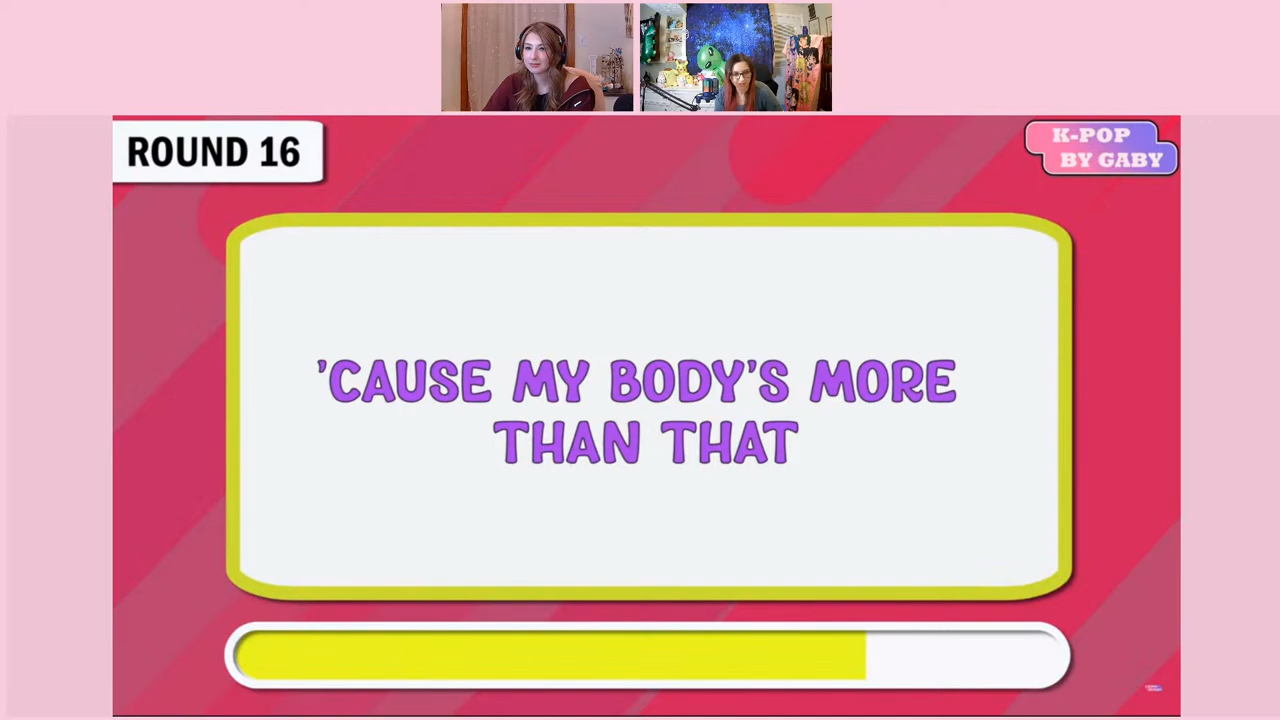 ROUND 16
K-POP
BY GABY
'CAUSE MY BODY'S MORE
THAN THAT